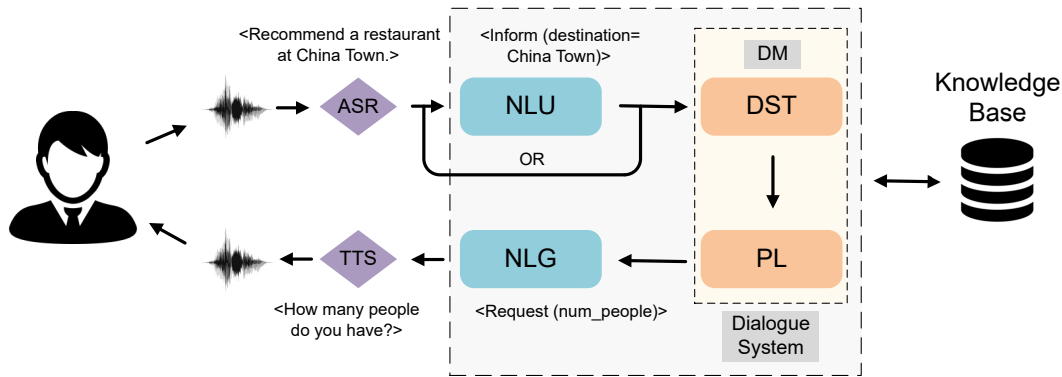 <Recommend a restaurant
at China Town.>
<Inform (destination=
China Town)>
DM
Knowledge
Base
ASR
NLU
DST
OR
TTS
NLG
PL
<How many people
do you have?>
<Request (num_people)>
Dialogue
System